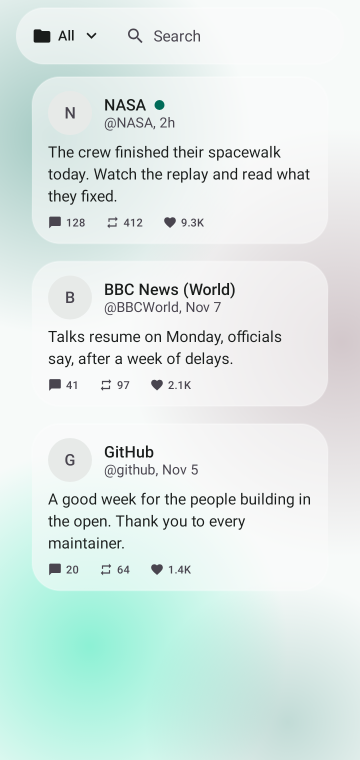 All
Search
N
NASA
@NASA, 2h
The crew finished their spacewalk
today. Watch the replay and read what
they fixed.
128 412 9.3K
B
BBC News (World)
@BBCWorld, Nov 7
Talks resume on Monday, officials
say, after a week of delays.
41 97 2.1K
G
GitHub
@github, Nov 5
A good week for the people building in
the open. Thank you to every
maintainer.
20 64 1.4K